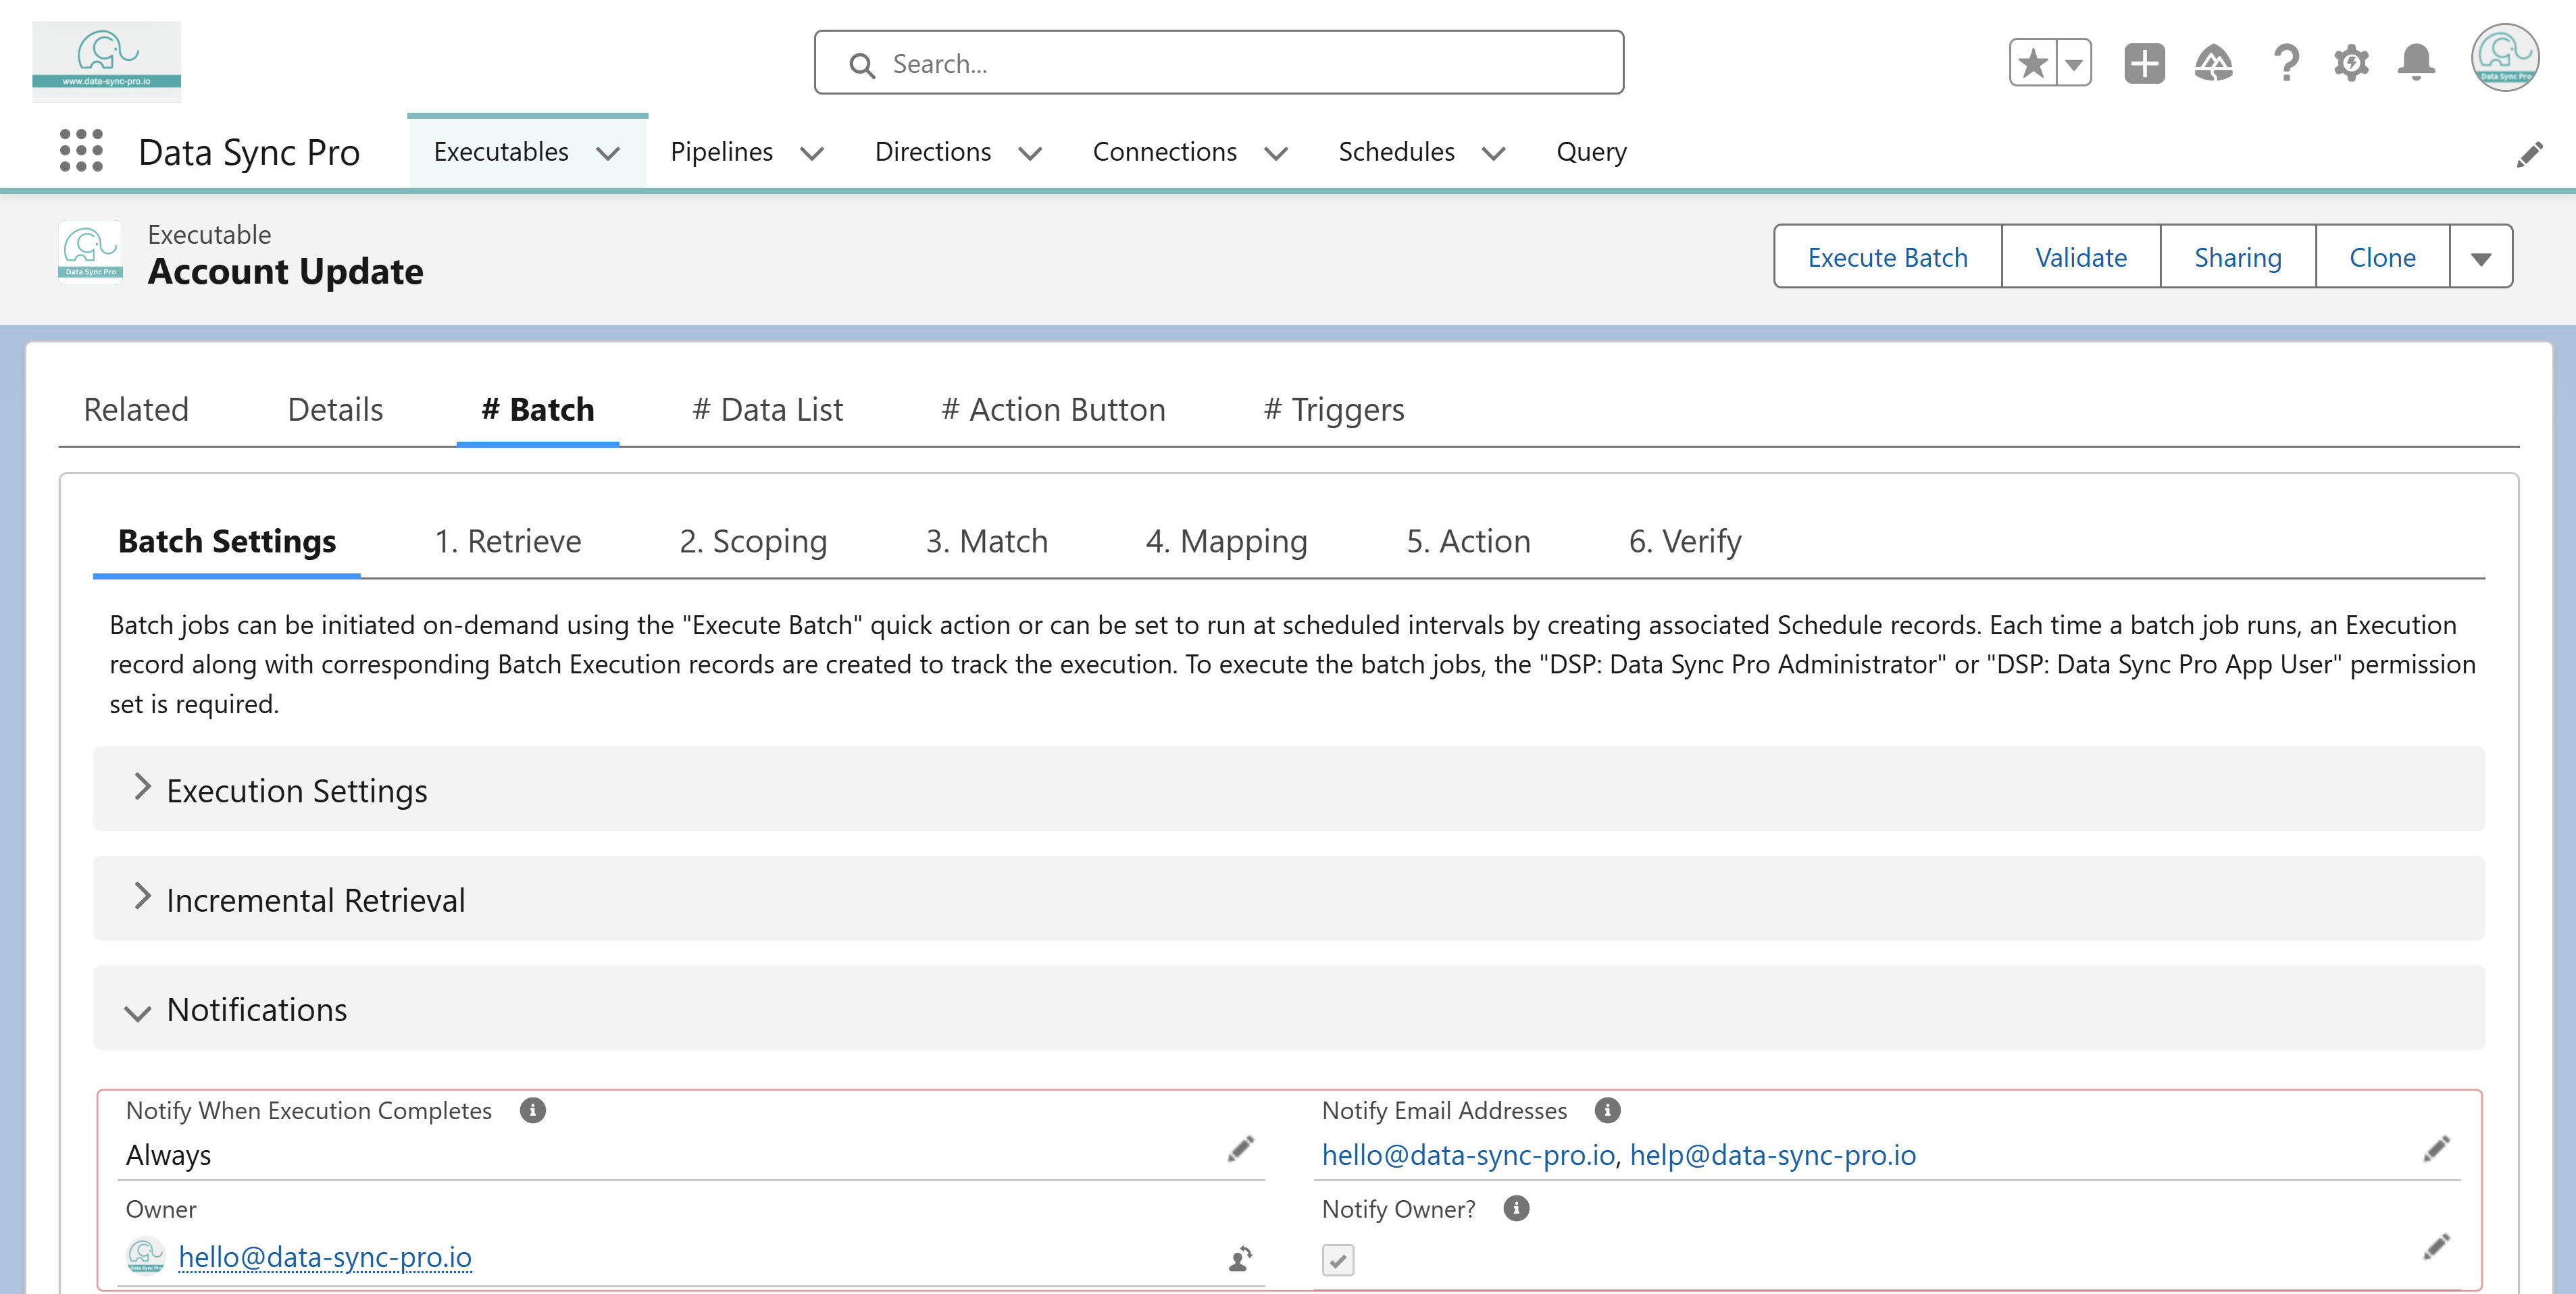 www.data-sync-pro.io
Search...
Data Sync Pro
Data Sync Pro
Executables
Pipelines
Directions
Connections
Schedules
Query
Executable
Account Update
Data Sync Pro
Execute Batch
Validate
Sharing
Clone
Related
Details
# Batch
# Data List
# Action Button
# Triggers
Batch Settings
1. Retrieve
2. Scoping
3. Match
4. Mapping
5. Action
6. Verify
Batch jobs can be initiated on-demand using the "Execute Batch" quick action or can be set to run at scheduled intervals by creating associated Schedule records. Each time a batch job runs, an Execution
record along with corresponding Batch Execution records are created to track the execution. To execute the batch jobs, the "DSP: Data Sync Pro Administrator" or "DSP: Data Sync Pro App User" permission
set is required.
Execution Settings
Incremental Retrieval
Notifications
Notify When Execution Completes
Always
Notify Email Addresses
hello@data-sync-pro.io, help@data-sync-pro.io
Owner
hello@data-sync-pro.io
Notify Owner?